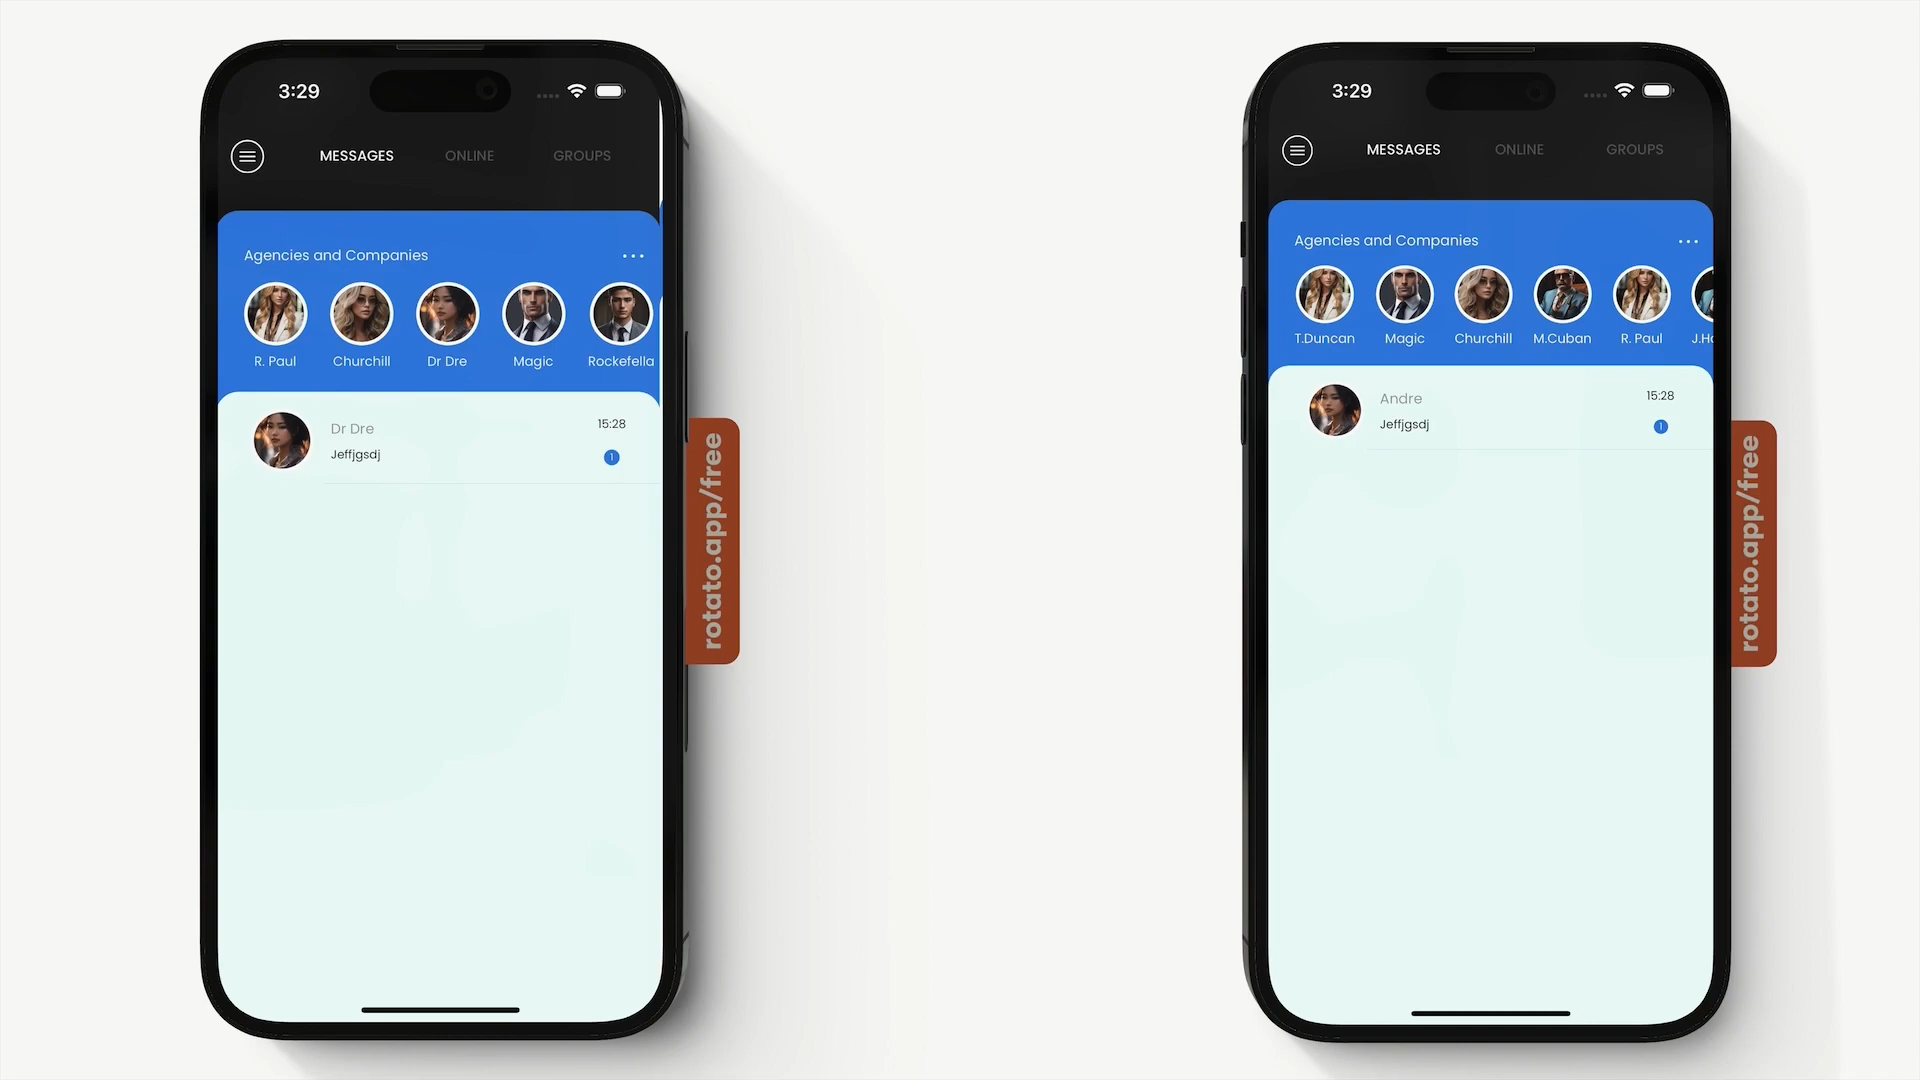 3:29
MESSAGES ONLINE GROUPS
Agencies and Companies
R. Paul Churchill Dr Dre Magic Rockefella
Dr Dre 15:28
Jeffjgsdj 1
rotato.app/free
3:29
MESSAGES ONLINE GROUPS
Agencies and Companies
T.Duncan Magic Churchill M.Cuban R. Paul
Andre 15:28
Jeffjgsdj 1
rotato.app/free